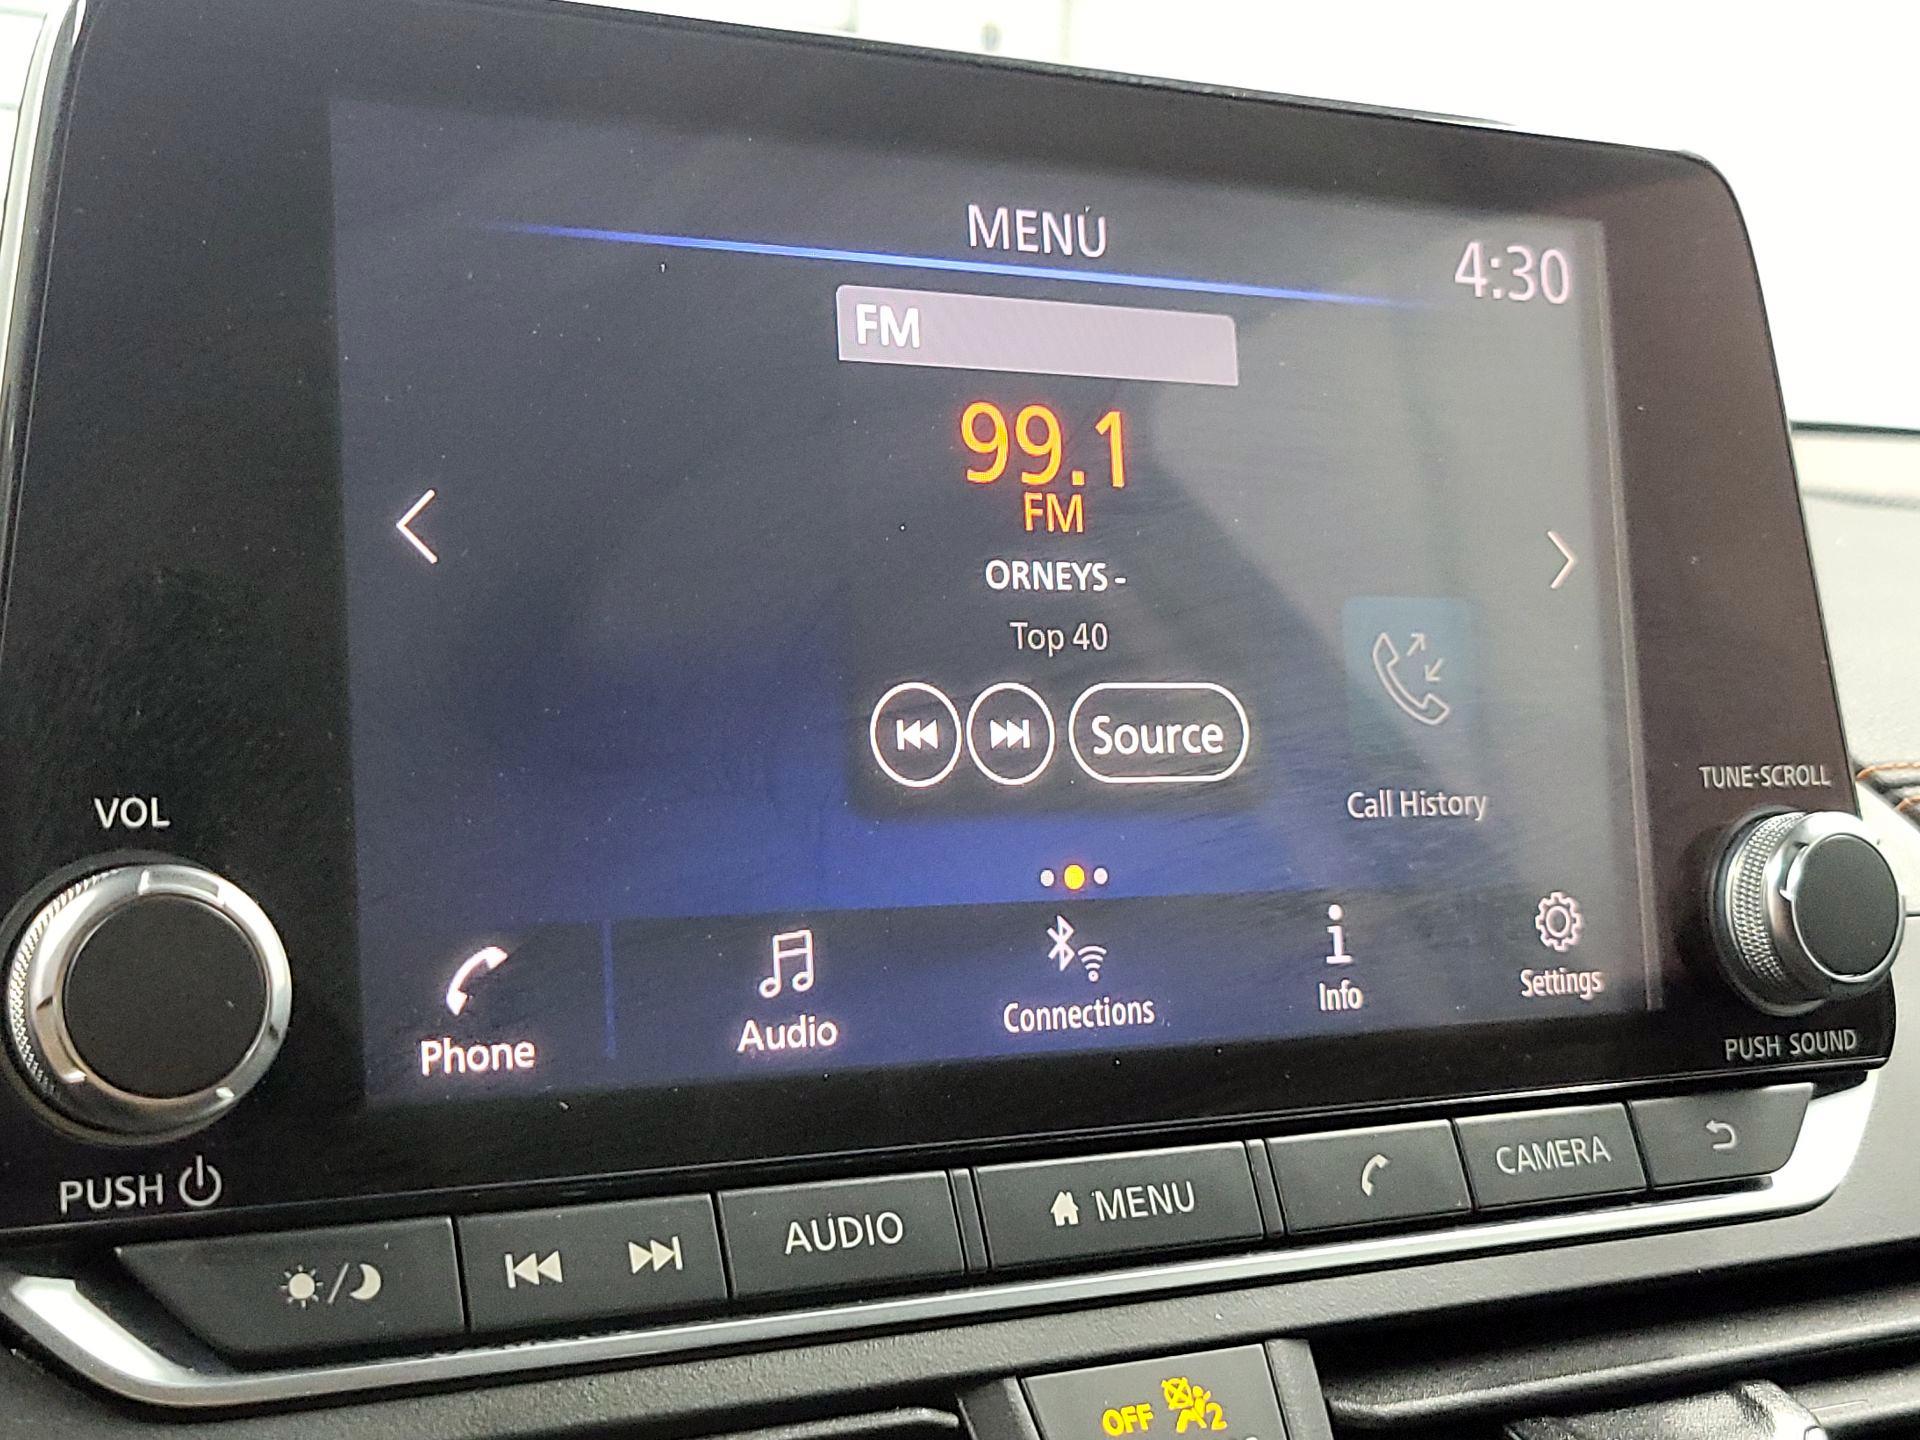 MENU
4:30
FM
99.1
FM
ORNEYS -
Top 40
Source
Call History
VOL
TUNE·SCROLL
Phone
Audio
Connections
Info
Settings
PUSH SOUND
PUSH
AUDIO
MENU
CAMERA
OFF
2